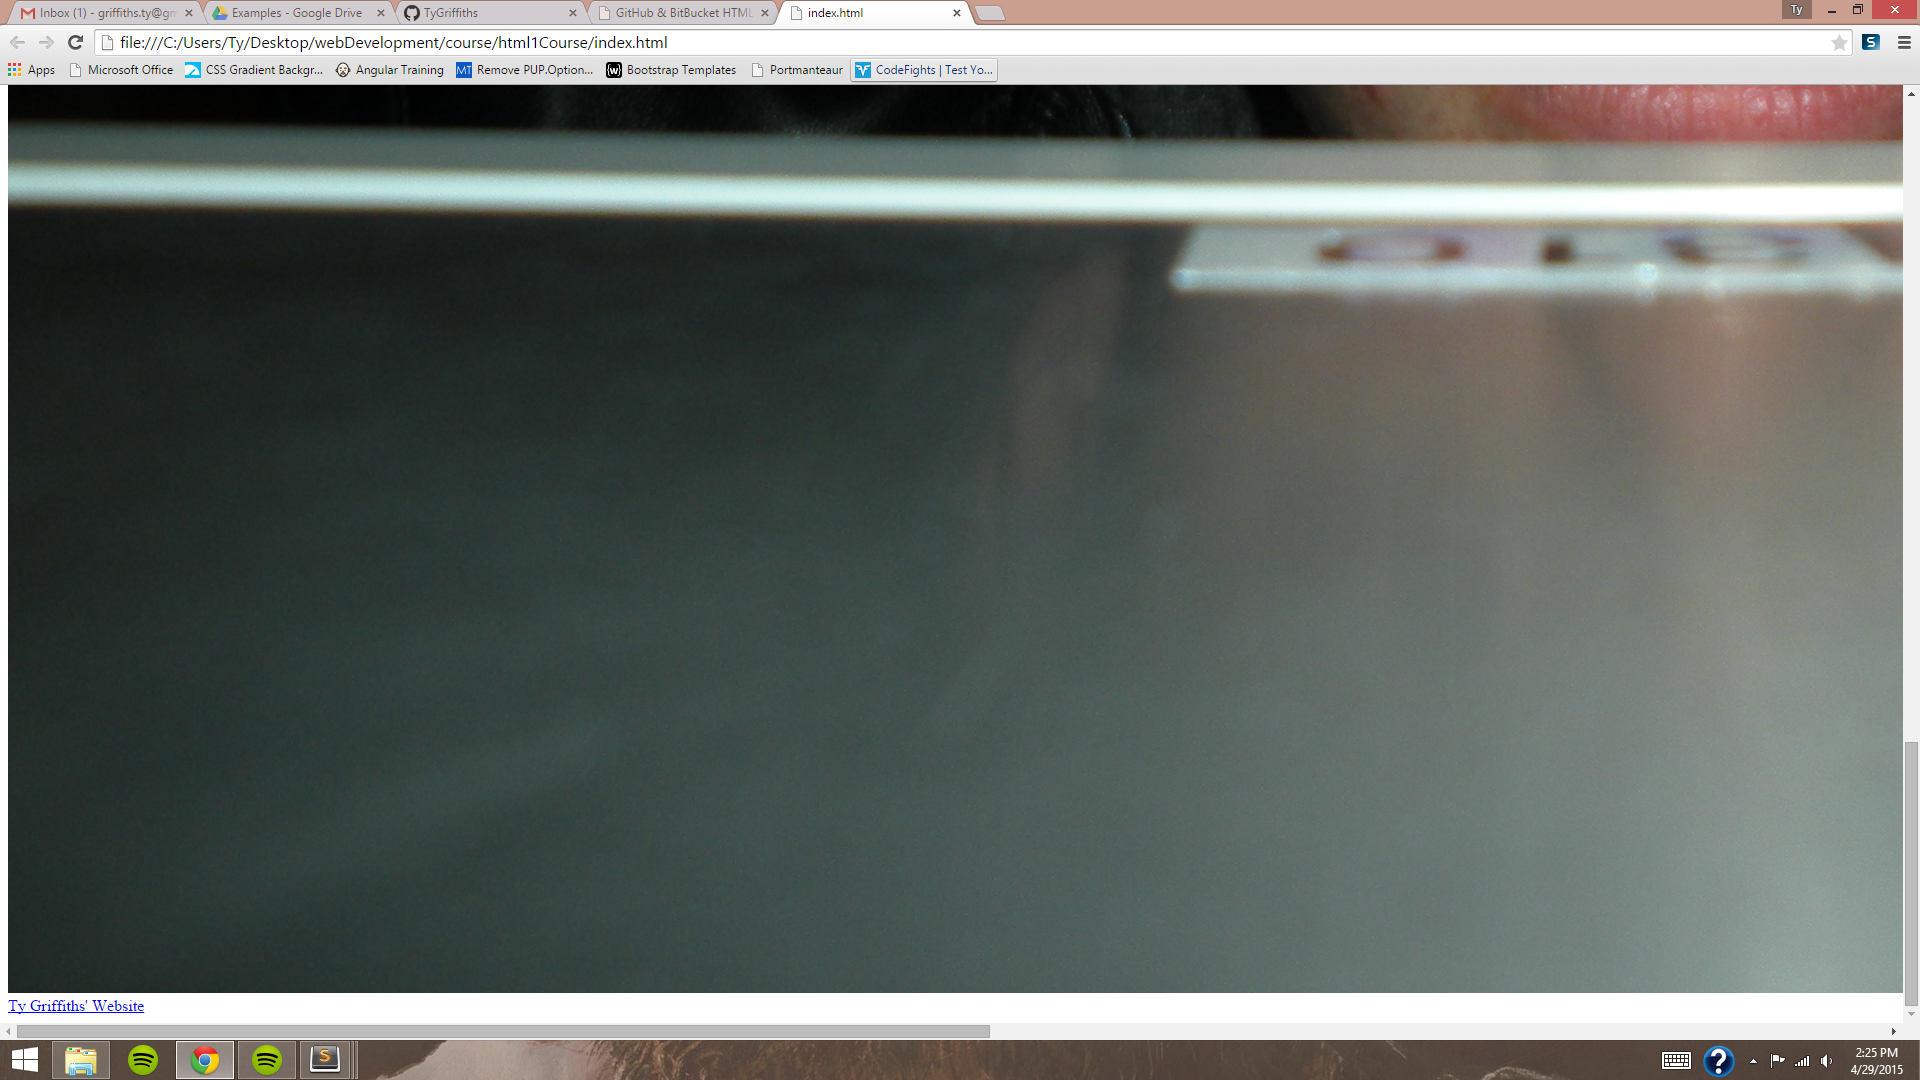 Inbox (1) - griffiths.ty@gm
Examples - Google Drive
TyGriffiths
GitHub & BitBucket HTML
index.html
Ty
file:///C:/Users/Ty/Desktop/webDevelopment/course/html1Course/index.html
Apps
Microsoft Office
CSS Gradient Backgr...
Angular Training
MT Remove PUP.Option...
Bootstrap Templates
Portmanteur
CodeFights | Test Yo...
Ty Griffiths' Website
2:25 PM
4/29/2015